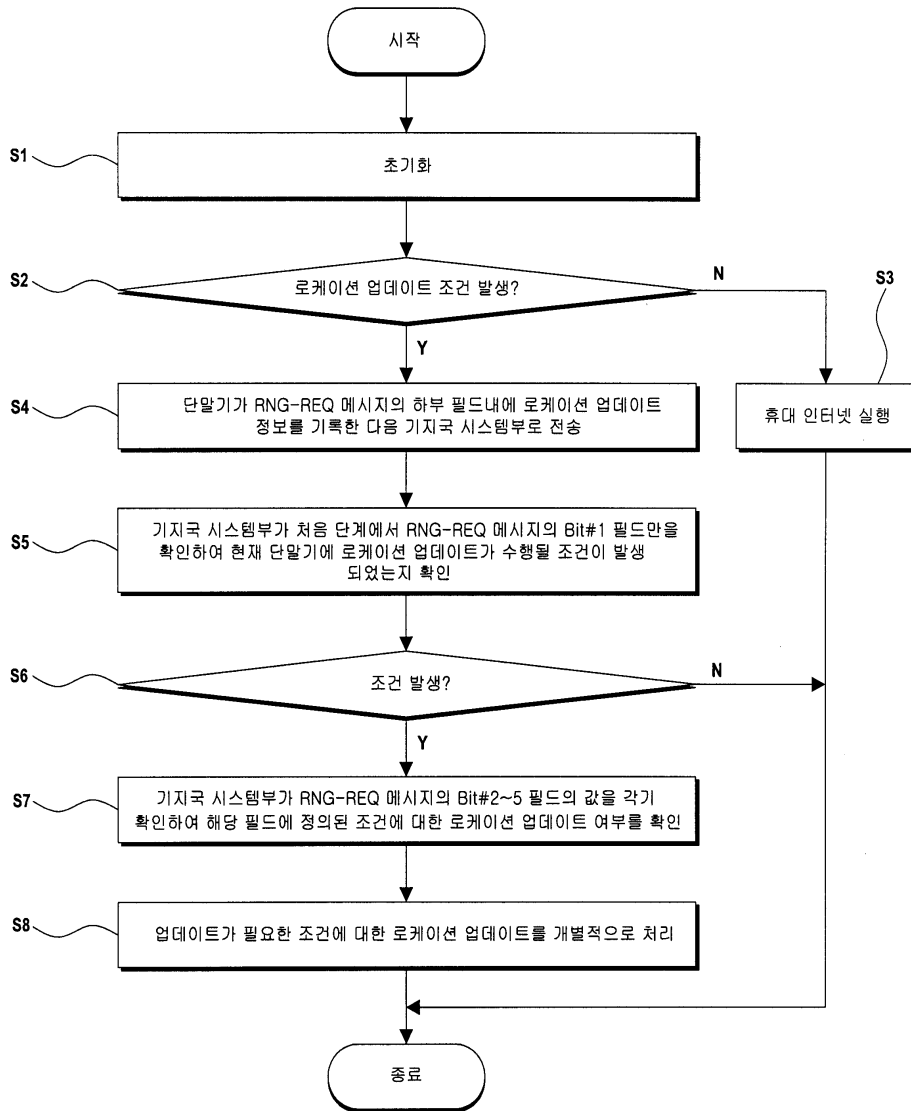 시작
S1
초기화
S2
로케이션 업데이트 조건 발생?
N
S3
Y
S4
단말기가 RNG-REQ 메시지의 하부 필드내에 로케이션 업데이트
정보를 기록한 다음 기지국 시스템부로 전송
휴대 인터넷 실행
S5
기지국 시스템부가 처음 단계에서 RNG-REQ 메시지의 Bit#1 필드만을
확인하여 현재 단말기에 로케이션 업데이트가 수행될 조건이 발생
되었는지 확인
S6
조건 발생?
N
Y
S7
기지국 시스템부가 RNG-REQ 메시지의 Bit#2~5 필드의 값을 각기
확인하여 해당 필드에 정의된 조건에 대한 로케이션 업데이트 여부를 확인
S8
업데이트가 필요한 조건에 대한 로케이션 업데이트를 개별적으로 처리
종료